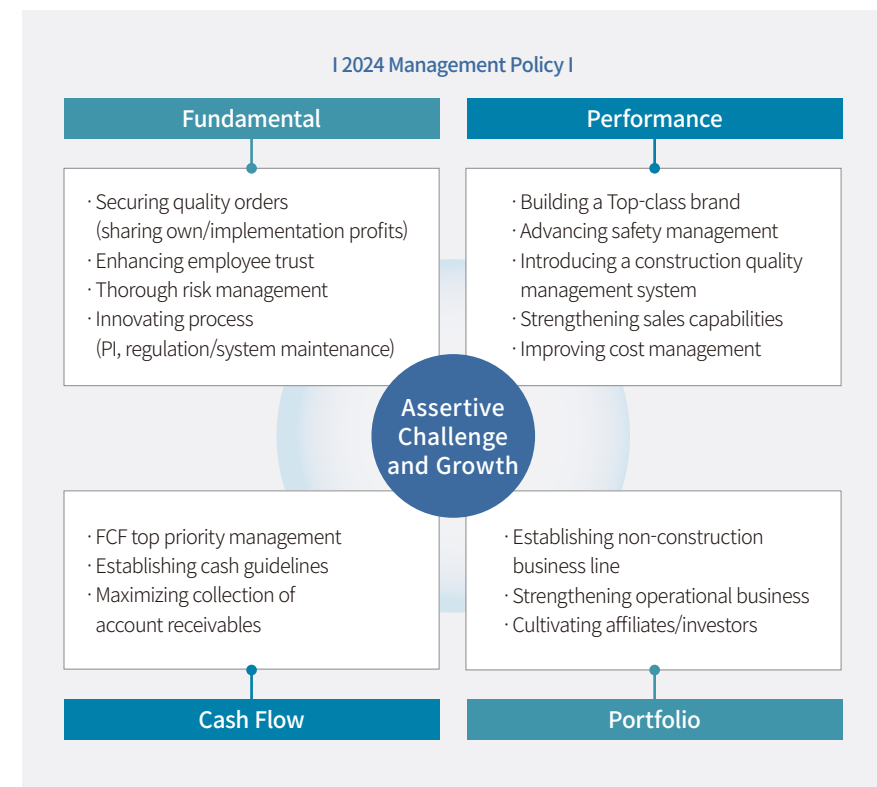 I 2024 Management Policy I
Fundamental
· Securing quality orders
(sharing own/implementation profits)
· Enhancing employee trust
· Thorough risk management
· Innovating process
(PI, regulation/system maintenance)
Performance
· Building a Top-class brand
· Advancing safety management
· Introducing a construction quality
management system
· Strengthening sales capabilities
· Improving cost management
Assertive
Challenge
and Growth
· FCF top priority management
· Establishing cash guidelines
· Maximizing collection of
account receivables
Cash Flow
· Establishing non-construction
business line
· Strengthening operational business
· Cultivating affiliates/investors
Portfolio